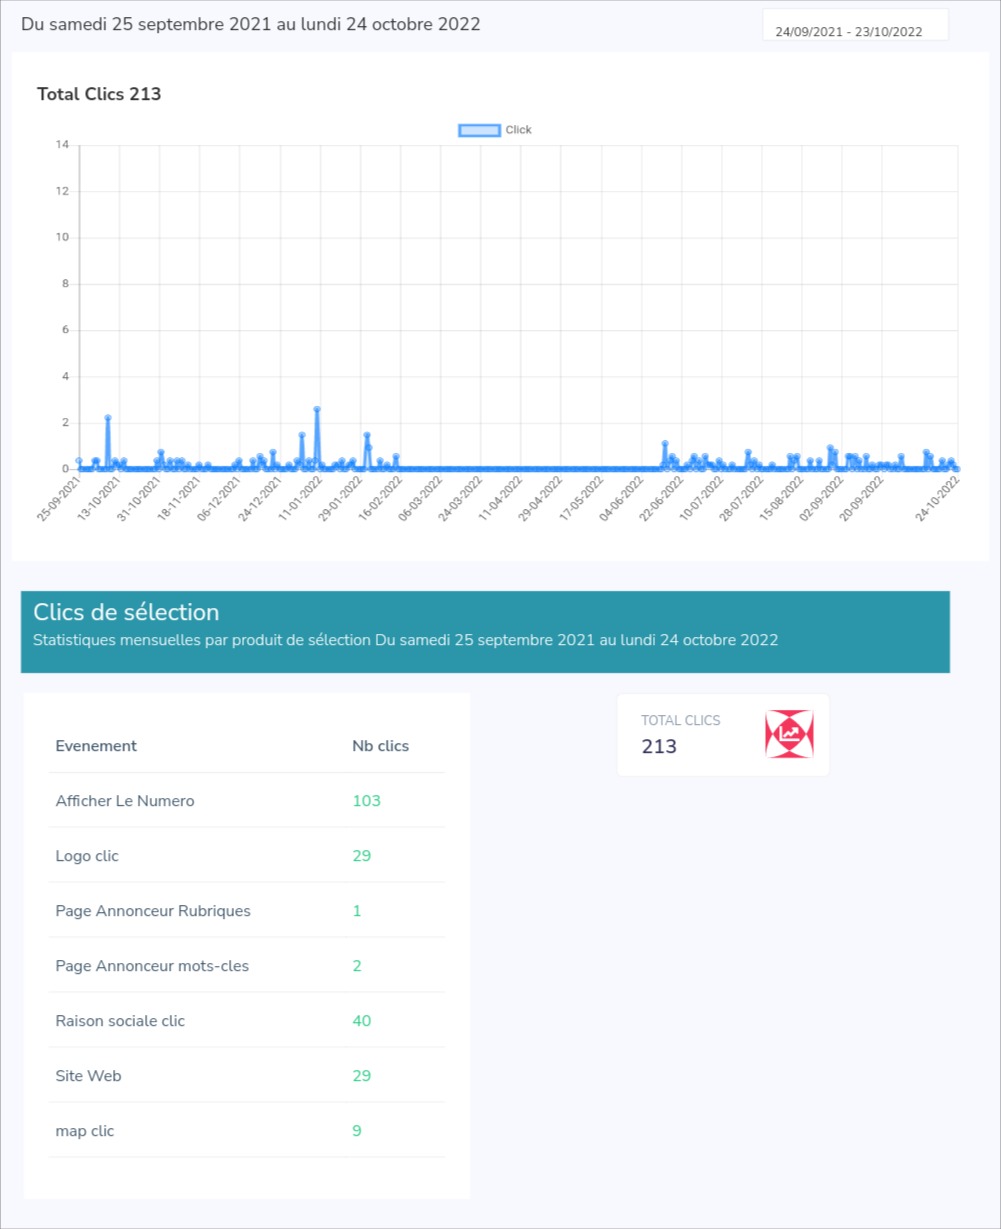 Du samedi 25 septembre 2021 au lundi 24 octobre 2022
24/09/2021 - 23/10/2022
Total Clics 213
Click
14
12
10
8
6
4
2
0
25-09-2021
13-10-2021
31-10-2021
18-11-2021
06-12-2021
24-12-2021
11-01-2022
29-01-2022
16-02-2022
06-03-2022
24-03-2022
11-04-2022
29-04-2022
17-05-2022
04-06-2022
22-06-2022
10-07-2022
28-07-2022
15-08-2022
02-09-2022
20-09-2022
24-10-2022
Clics de sélection
Statistiques mensuelles par produit de sélection Du samedi 25 septembre 2021 au lundi 24 octobre 2022
Evenement Nb clics
Afficher Le Numero 103
Logo clic 29
Page Annonceur Rubriques 1
Page Annonceur mots-cles 2
Raison sociale clic 40
Site Web 29
map clic 9
TOTAL CLICS
213